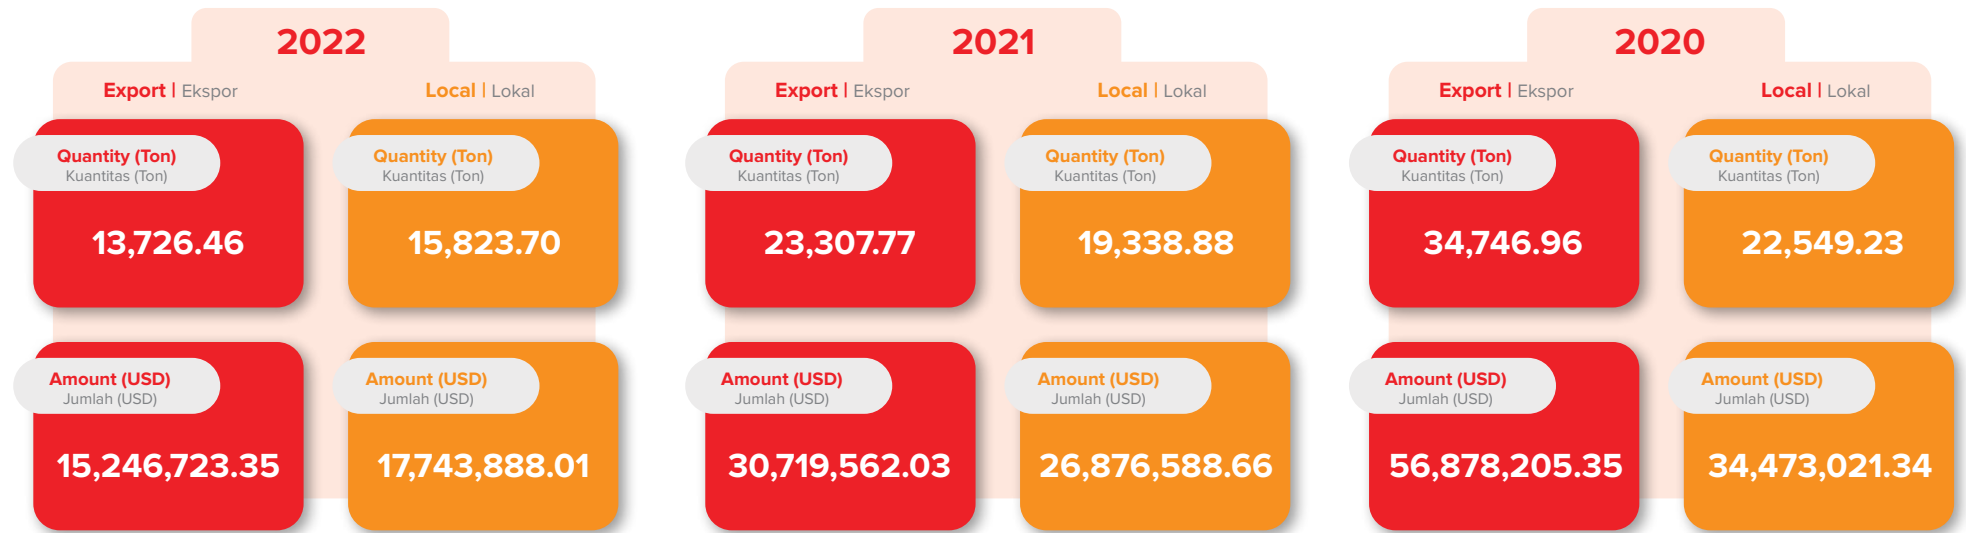 2022
Export | Ekspor
Local | Lokal
Quantity (Ton)
Kuantitas (Ton)
13,726.46
Quantity (Ton)
Kuantitas (Ton)
15,823.70
Amount (USD)
Jumlah (USD)
15,246,723.35
Amount (USD)
Jumlah (USD)
17,743,888.01
2021
Export | Ekspor
Local | Lokal
Quantity (Ton)
Kuantitas (Ton)
23,307.77
Quantity (Ton)
Kuantitas (Ton)
19,338.88
Amount (USD)
Jumlah (USD)
30,719,562.03
Amount (USD)
Jumlah (USD)
26,876,588.66
2020
Export | Ekspor
Local | Lokal
Quantity (Ton)
Kuantitas (Ton)
34,746.96
Quantity (Ton)
Kuantitas (Ton)
22,549.23
Amount (USD)
Jumlah (USD)
56,878,205.35
Amount (USD)
Jumlah (USD)
34,473,021.34